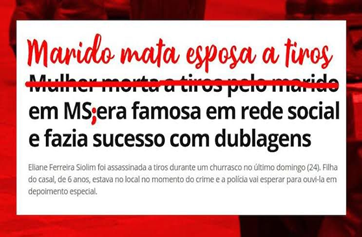 Marido mata esposa a tiros
Mulher morta a tiros pelo marido
em MS;era famosa em rede social
e fazia sucesso com dublagens
Eliane Ferreira Siolim foi assassinada a tiros durante um churrasco no último domingo (24). Filha
do casal, de 6 anos, estava no local no momento do crime e a polícia vai esperar para ouvi-la em
depoimento especial.